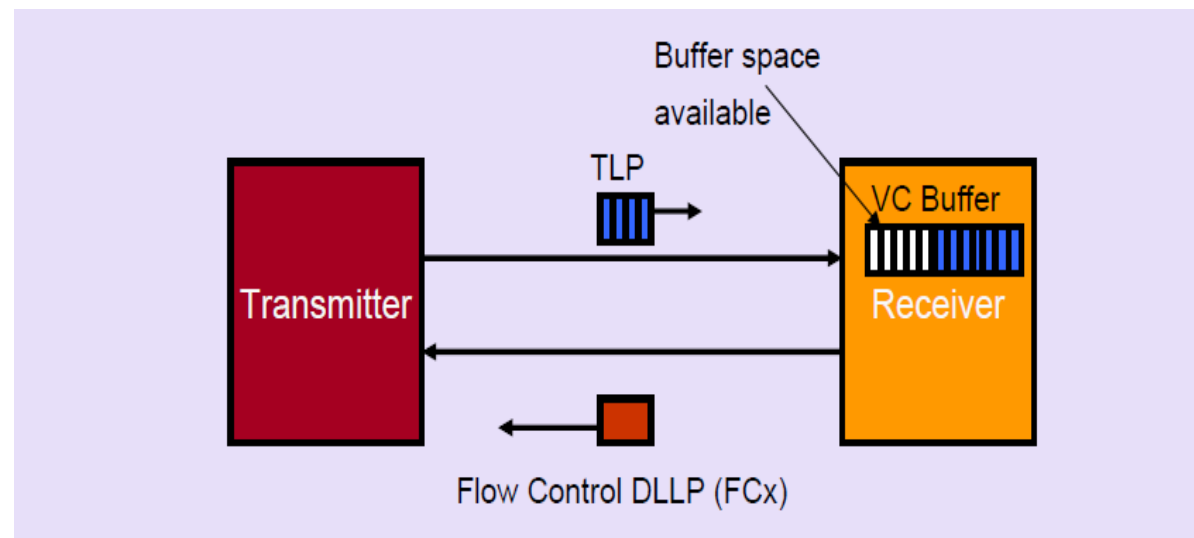 Buffer space
available
TLP
VC Buffer
Transmitter
Receiver
Flow Control DLLP (FCx)